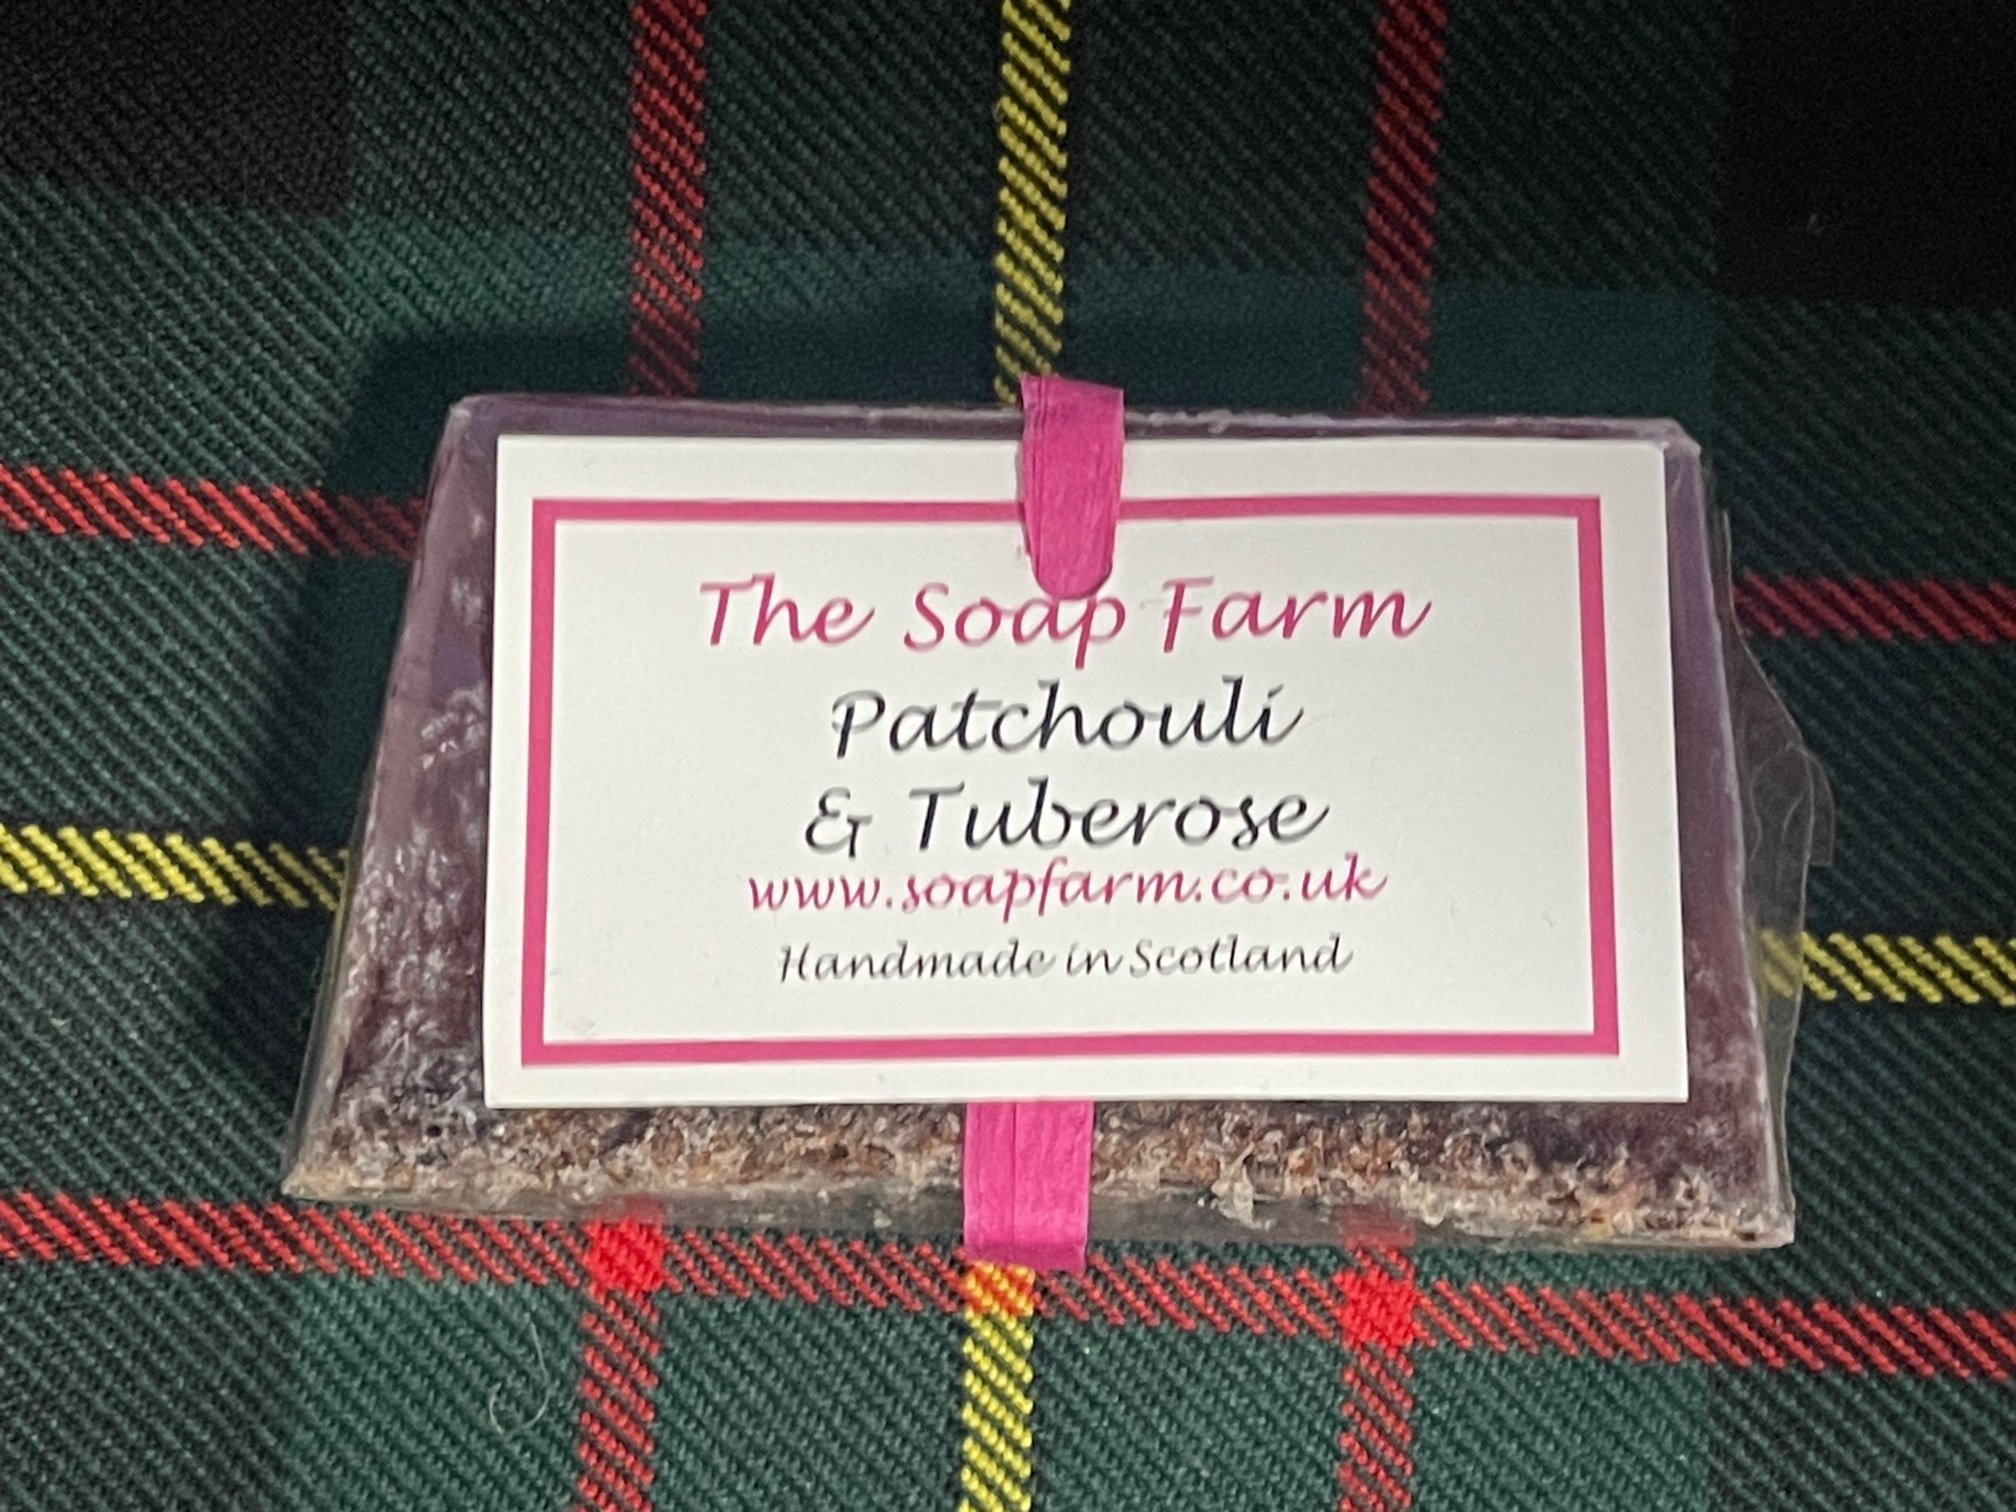 The Soap Farm
Patchouli
& Tuberose
www.soapfarm.co.uk
Handmade in Scotland